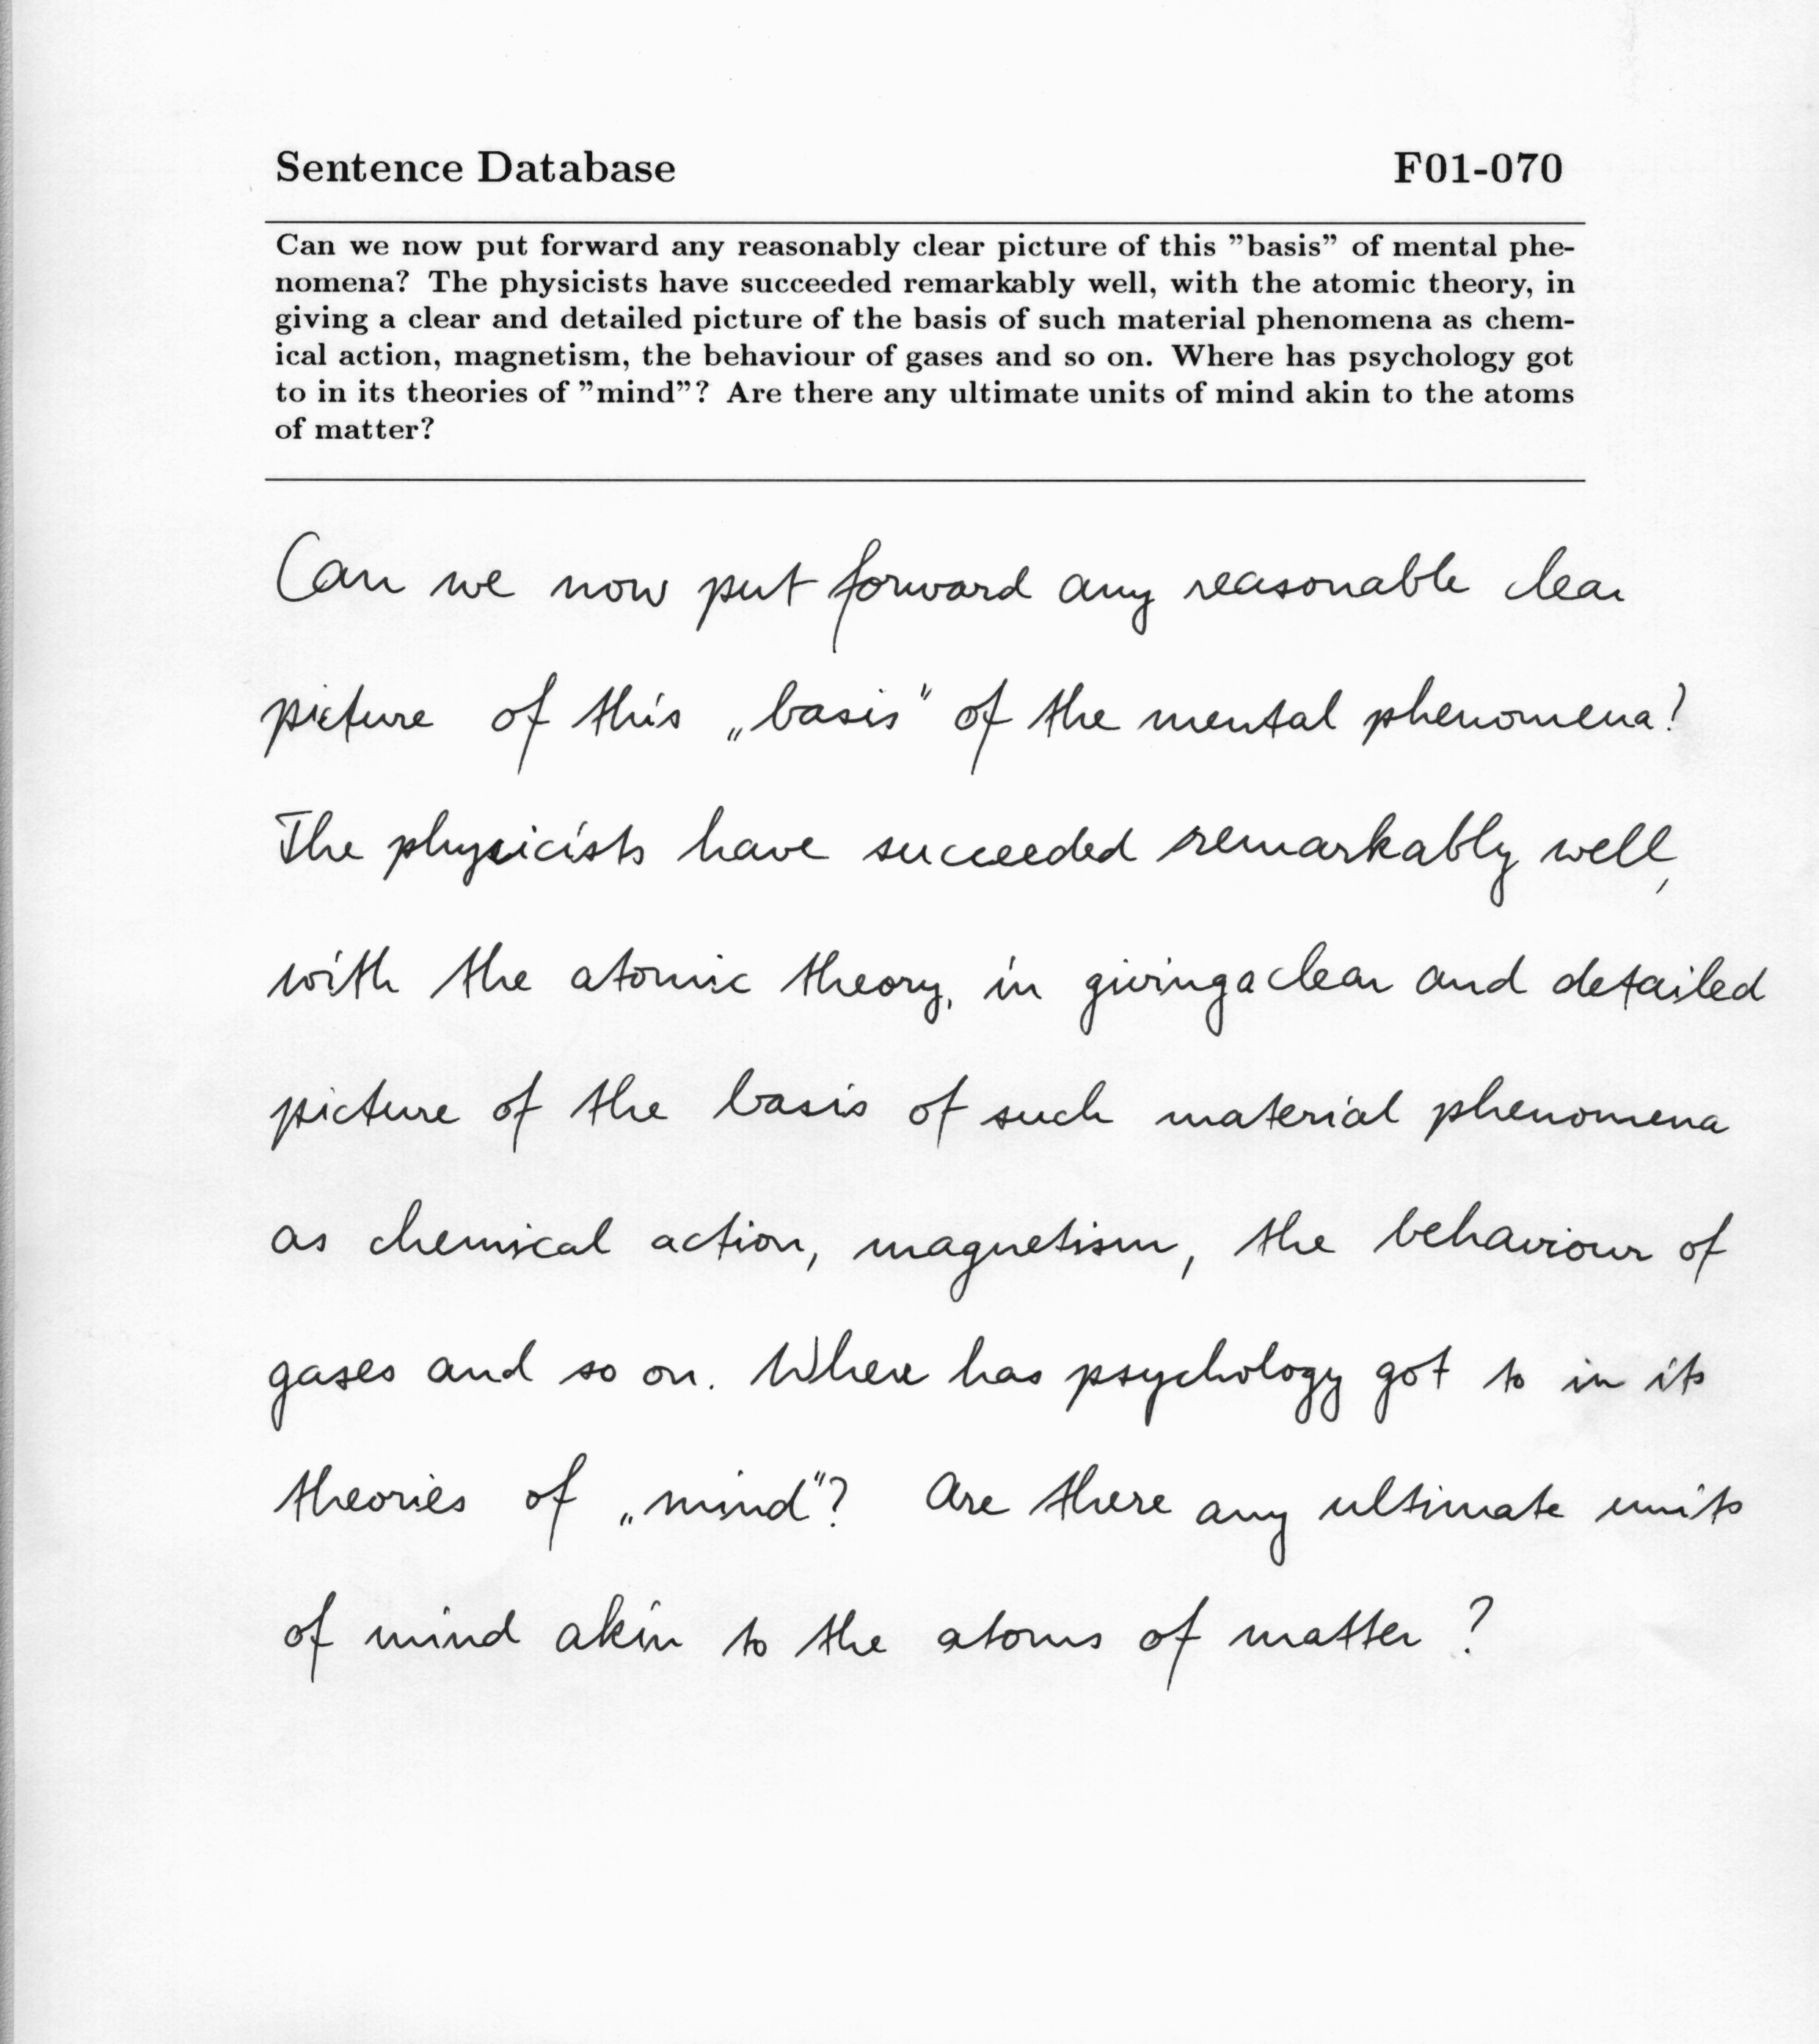 Sentence Database F01-070
Can we now put forward any reasonably clear picture of this "basis" of mental phe-
nomena? The physicists have succeeded remarkably well, with the atomic theory, in
giving a clear and detailed picture of the basis of such material phenomena as chem-
ical action, magnetism, the behaviour of gases and so on. Where has psychology got
to in its theories of "mind"? Are there any ultimate units of mind akin to the atoms
of matter?
Can we now put forward any reasonable clear
picture of this „basis" of the mental phenomena?
The physicists have succeeded remarkably well,
with the atomic theory, in giving a clear and detailed
picture of the basis of such material phenomena
as chemical action, magnetism, the behaviour of
gases and so on. Where has psychology got to in its
theories of „mind"? Are there any ultimate units
of mind akin to the atoms of matter?